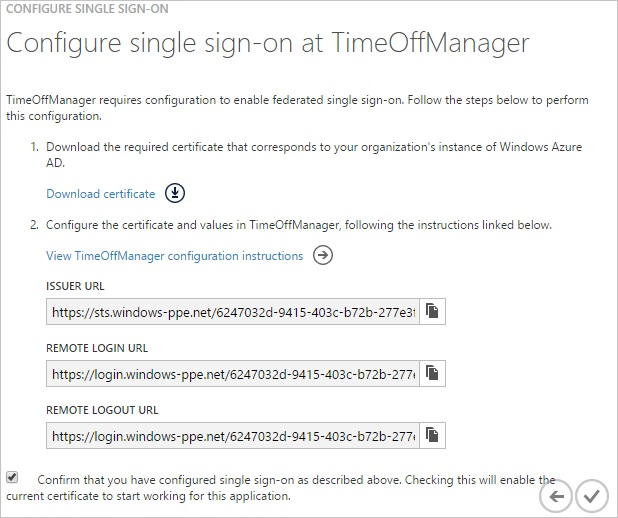 CONFIGURE SINGLE SIGN-ON
Configure single sign-on at TimeOffManager
TimeOffManager requires configuration to enable federated single sign-on. Follow the steps below to perform
this configuration.
1. Download the required certificate that corresponds to your organization's instance of Windows Azure
AD.
Download certificate
2. Configure the certificate and values in TimeOffManager, following the instructions linked below.
View TimeOffManager configuration instructions
ISSUER URL
https://sts.windows-ppe.net/6247032d-9415-403c-b72b-277e3
REMOTE LOGIN URL
https://login.windows-ppe.net/6247032d-9415-403c-b72b-277
REMOTE LOGOUT URL
https://login.windows-ppe.net/6247032d-9415-403c-b72b-277
Confirm that you have configured single sign-on as described above. Checking this will enable the
current certificate to start working for this application.